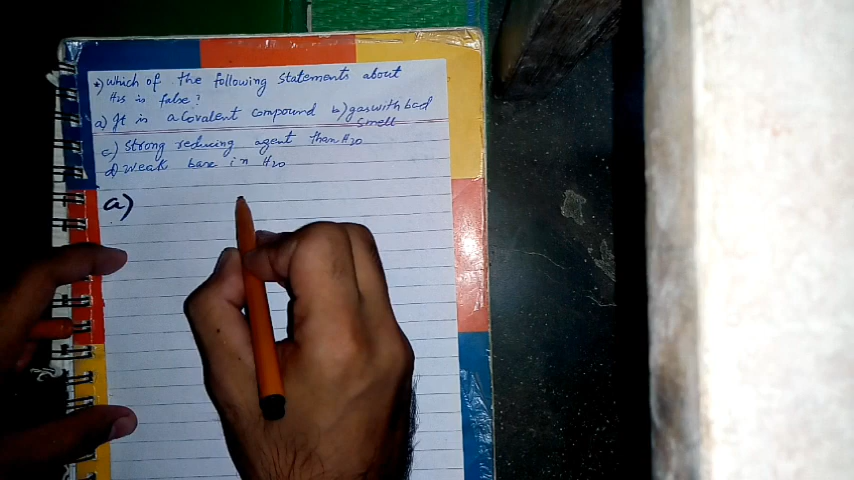 *) Which of the following statements about
H2S is false?
a) It is a covalent compound b) gas with bad
smell
c) Strong reducing agent than H2O
d) weak base in H2O
a)